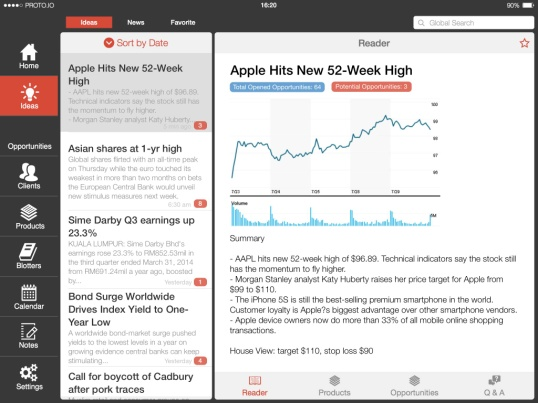 PROTO.IO
16:20
90%
Ideas
News
Favorite
Global Search
Home
Ideas
Opportunities
Clients
Products
Blotters
Calendar
Notes
Settings
Sort by Date
Apple Hits New 52-Week
High
- AAPL hits new 52-week high of $96.89.
Technical indicators say the stock still has
the momentum to fly higher.
- Morgan Stanley analyst Katy Huberty
3
Asian shares at 1-yr high
Global shares flirted with an all-time peak
on Thursday while the euro touched its
weakest in more than two months on bets
the European Central Bank would unveil
new stimulus measures next week.
8
Sime Darby Q3 earnings up
23.3%
KUALA LUMPUR: Sime Darby Bhd's
earnings rose 23.3% to RM852.53mil in
the third quarter ended March 31, 2014
from RM691.24mil a year ago, boosted
by...
Yesterday
1
Bond Surge Worldwide
Drives Index Yield to One-
Year Low
A worldwide bond-market surge pushed
yields to the lowest levels in a year on
growing evidence central banks can keep
stimulating...
Yesterday
4
Call for boycott of Cadbury
after pork traces
Reader
Apple Hits New 52-Week High
Total Opened Opportunities: 64
Potential Opportunities: 3
100
99
98
96
95
7/03
7/04
7/05
7/08
7/09
Volume
5M
Summary
- AAPL hits new 52-week high of $96.89. Technical indicators say the stock still
has the momentum to fly higher.
- Morgan Stanley analyst Katy Huberty raises her price target for Apple from
$99 to $110.
- The iPhone 5S is still the best-selling premium smartphone in the world.
Customer loyalty is Apple?s biggest advantage over other smartphone vendors.
- Apple device owners now do more than 33% of all mobile online shopping
transactions.
House View: target $110, stop loss $90
Reader
Products
Opportunities
Q & A